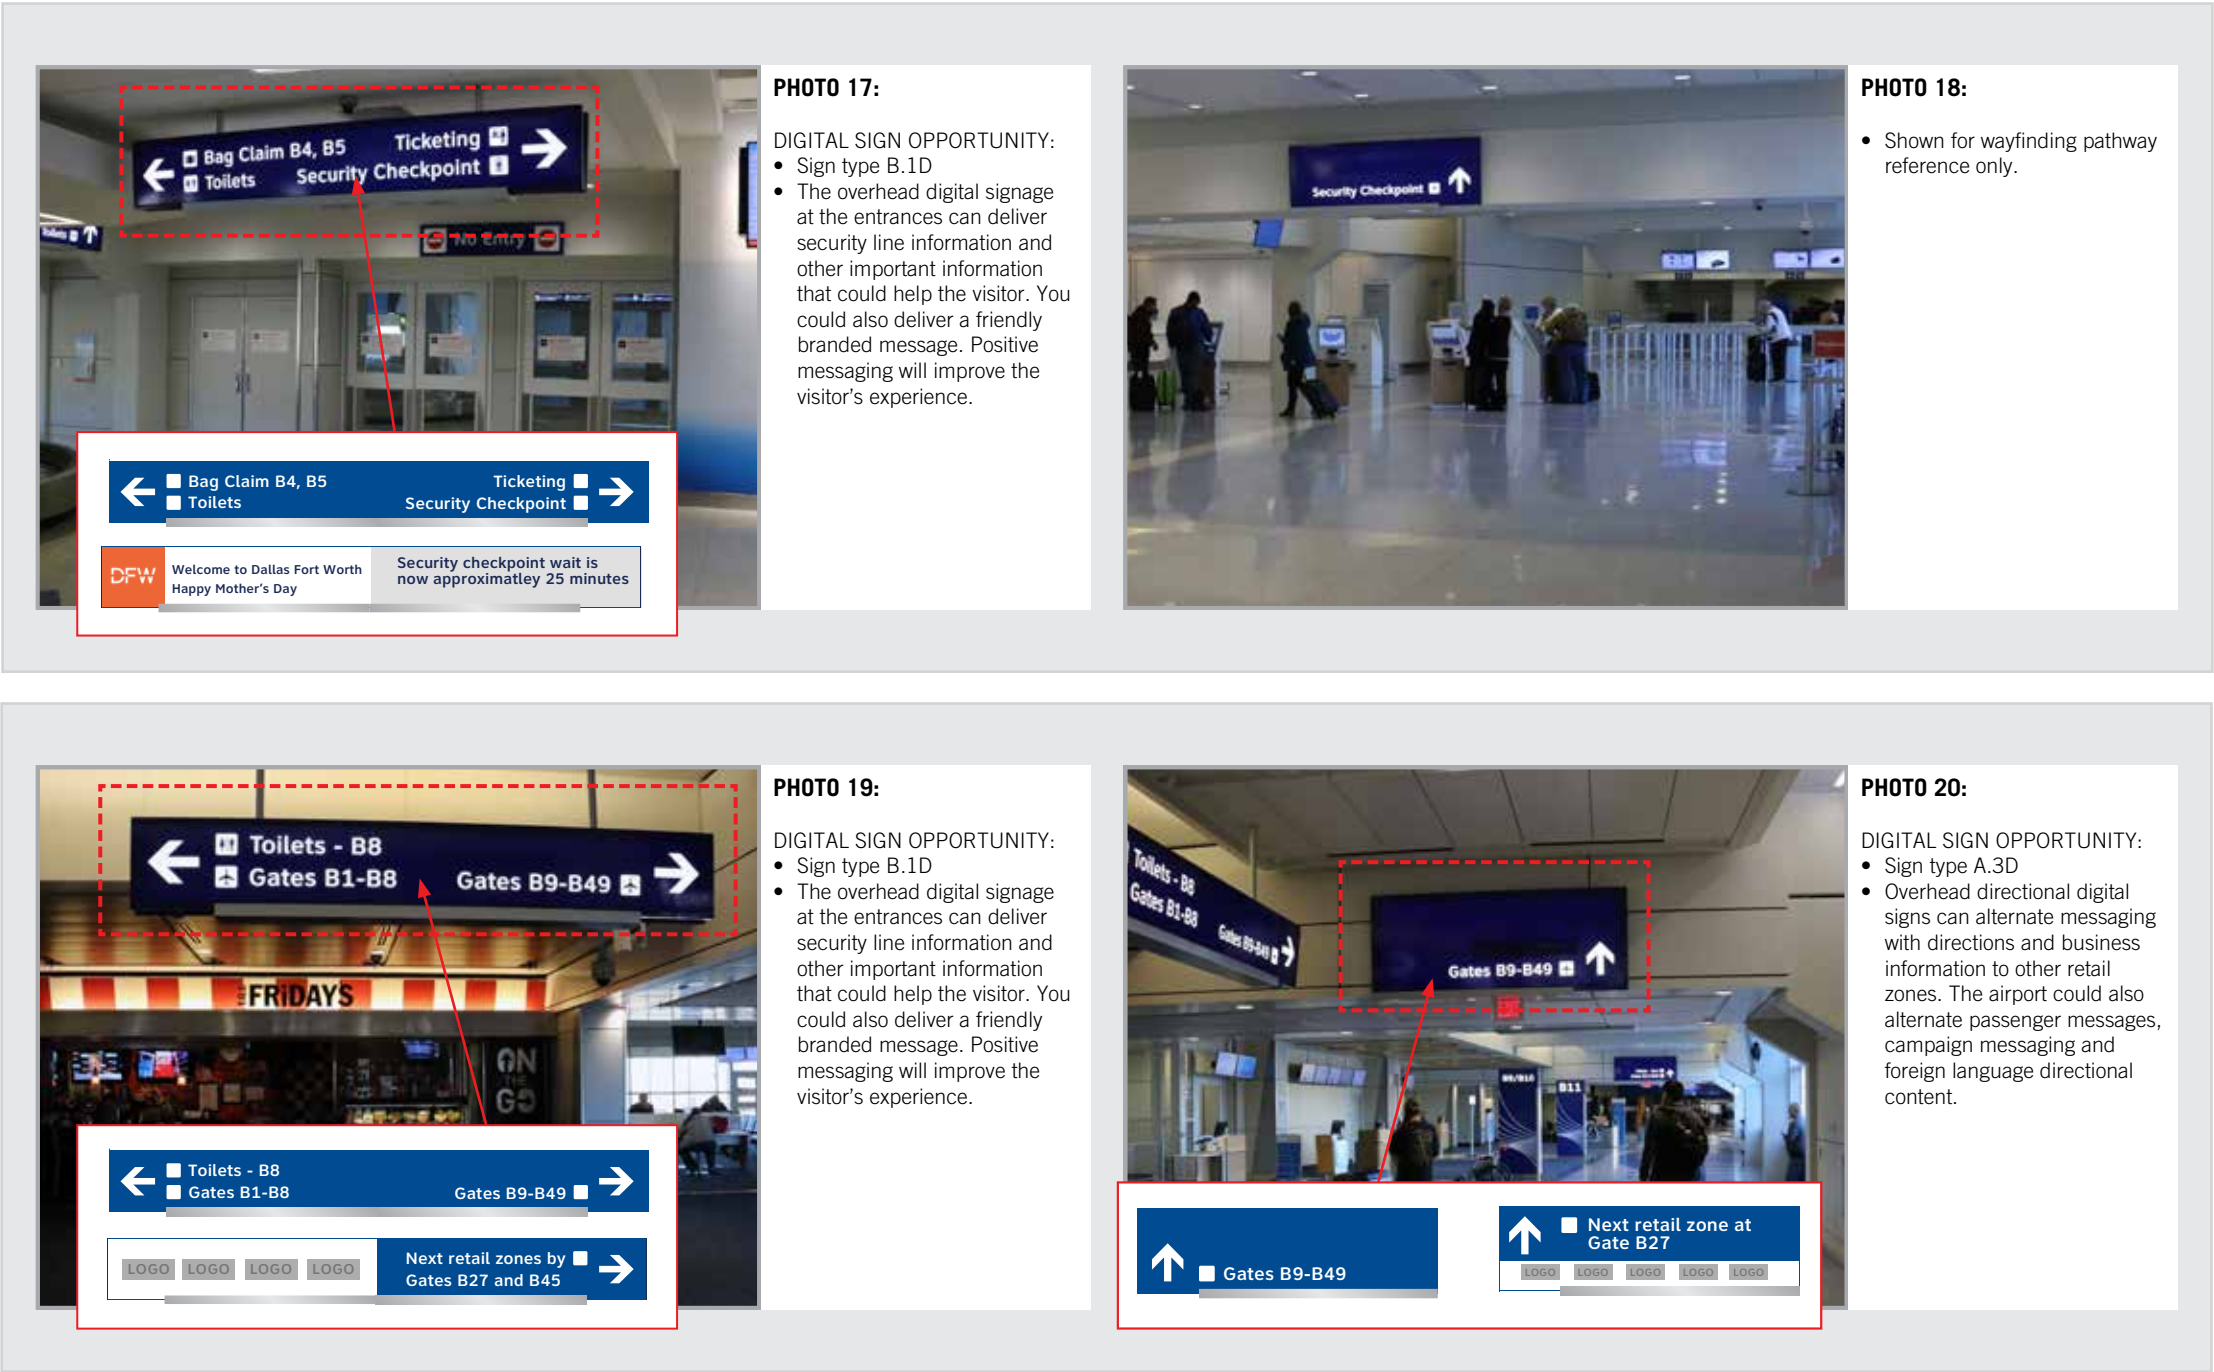 Bag Claim B4, B5
Toilets
Ticketing
Security Checkpoint
No Entry
Toilets
Bag Claim B4, B5
Toilets
Ticketing
Security Checkpoint
DFW
Welcome to Dallas Fort Worth
Happy Mother's Day
Security checkpoint wait is
now approximatley 25 minutes
PHOTO 17:
DIGITAL SIGN OPPORTUNITY:
• Sign type B.1D
• The overhead digital signage
at the entrances can deliver
security line information and
other important information
that could help the visitor. You
could also deliver a friendly
branded message. Positive
messaging will improve the
visitor's experience.
Security Checkpoint
PHOTO 18:
• Shown for wayfinding pathway
reference only.
Toilets - B8
Gates B1-B8
Gates B9-B49
FRiDAYS
ON
THE
GO
Toilets - B8
Gates B1-B8
Gates B9-B49
LOGO LOGO LOGO LOGO
Next retail zones by
Gates B27 and B45
PHOTO 19:
DIGITAL SIGN OPPORTUNITY:
• Sign type B.1D
• The overhead digital signage
at the entrances can deliver
security line information and
other important information
that could help the visitor. You
could also deliver a friendly
branded message. Positive
messaging will improve the
visitor's experience.
Toilets - B8
Gates B1-B8
Gates B9-B49
Gates B9-B49
EXIT
B9/B10
B11
Gates B9-B49
Next retail zone at
Gate B27
LOGO LOGO LOGO LOGO LOGO
PHOTO 20:
DIGITAL SIGN OPPORTUNITY:
• Sign type A.3D
• Overhead directional digital
signs can alternate messaging
with directions and business
information to other retail
zones. The airport could also
alternate passenger messages,
campaign messaging and
foreign language directional
content.